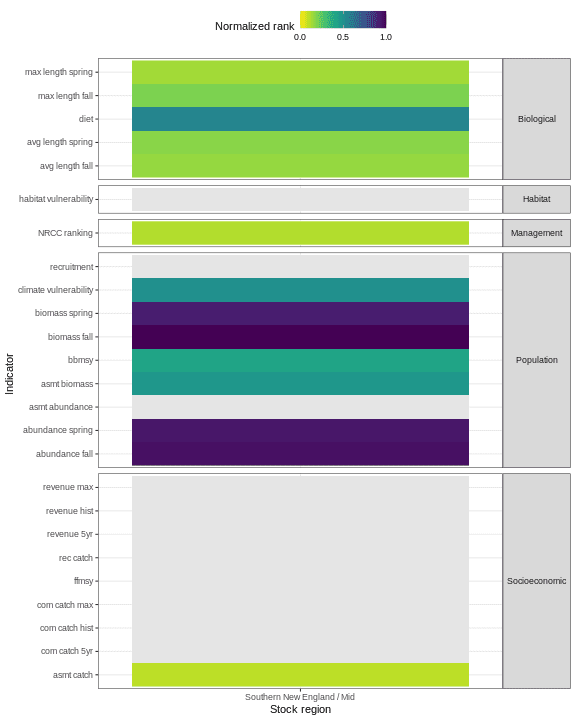 Normalized rank
0.0 0.5 1.0
max length spring
max length fall
diet
avg length spring
avg length fall
Biological
habitat vulnerability
Habitat
NRCC ranking
Management
recruitment
climate vulnerability
biomass spring
biomass fall
bbmsy
asmt biomass
asmt abundance
abundance spring
abundance fall
Population
Indicator
revenue max
revenue hist
revenue 5yr
rec catch
ffmsy
com catch max
com catch hist
com catch 5yr
asmt catch
Socioeconomic
Southern New England / Mid
Stock region